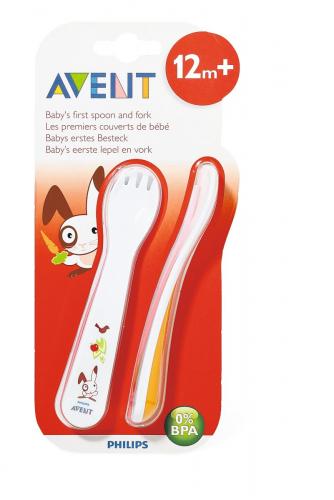 AVENT
12m+
Baby's first spoon and fork
Les premiers couverts de bébé
Babys erstes Besteck
Baby's eerste lepel en vork
PHILIPS
AVENT
0%
BPA
PHILIPS